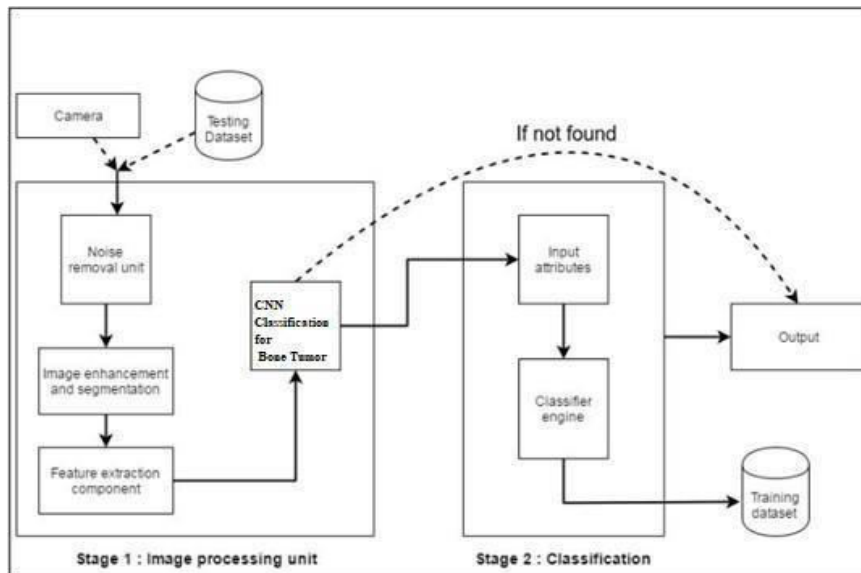 Camera
Testing
Dataset
If not found
Noise
removal unit
Input
attributes
CNN
Classification
for
Bone Tumor
Output
Image enhancement
and segmentation
Classifier
engine
Feature extraction
component
Training
dataset
Stage 1 : Image processing unit
Stage 2 : Classification